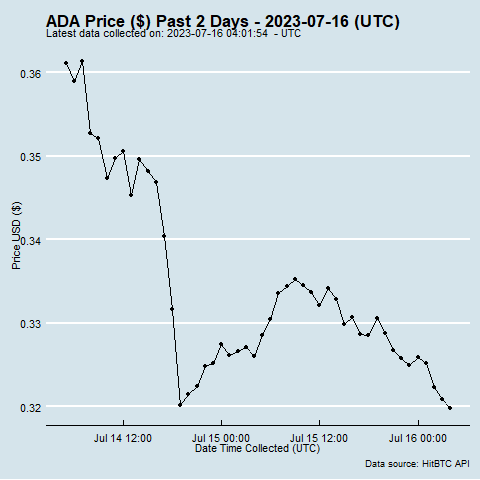 ADA Price ($) Past 2 Days - 2023-07-16 (UTC)
Latest data collected on: 2023-07-16 04:01:54  - UTC
0.36
0.35
0.34
0.33
0.32
Price USD ($)
Jul 14 12:00
Jul 15 00:00
Jul 15 12:00
Jul 16 00:00
Date Time Collected (UTC)
Data source: HitBTC API